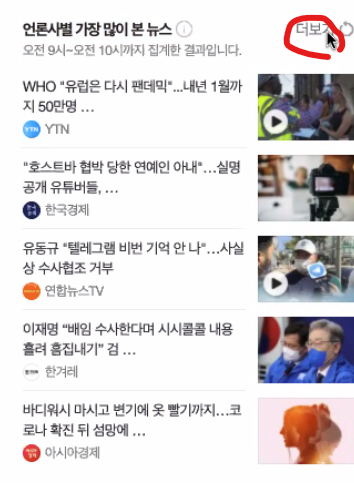 언론사별 가장 많이 본 뉴스
더보기
오전 9시~오전 10시까지 집계한 결과입니다.
WHO "유럽은 다시 팬데믹"...내년 1월까
지 50만명 ...
YTN
YTN
"호스트바 협박 당한 연예인 아내"…실명
공개 유튜버들, ...
한국경제
유동규 "텔레그램 비번 기억 안 나"…사실
상 수사협조 거부
연합뉴스TV
이재명 “배임 수사한다며 시시콜콜 내용
흘려 흠집내기” 검 ...
한겨레
한겨레
바디워시 마시고 변기에 옷 빨기까지…코
로나 확진 뒤 섬망에 ...
아시아경제